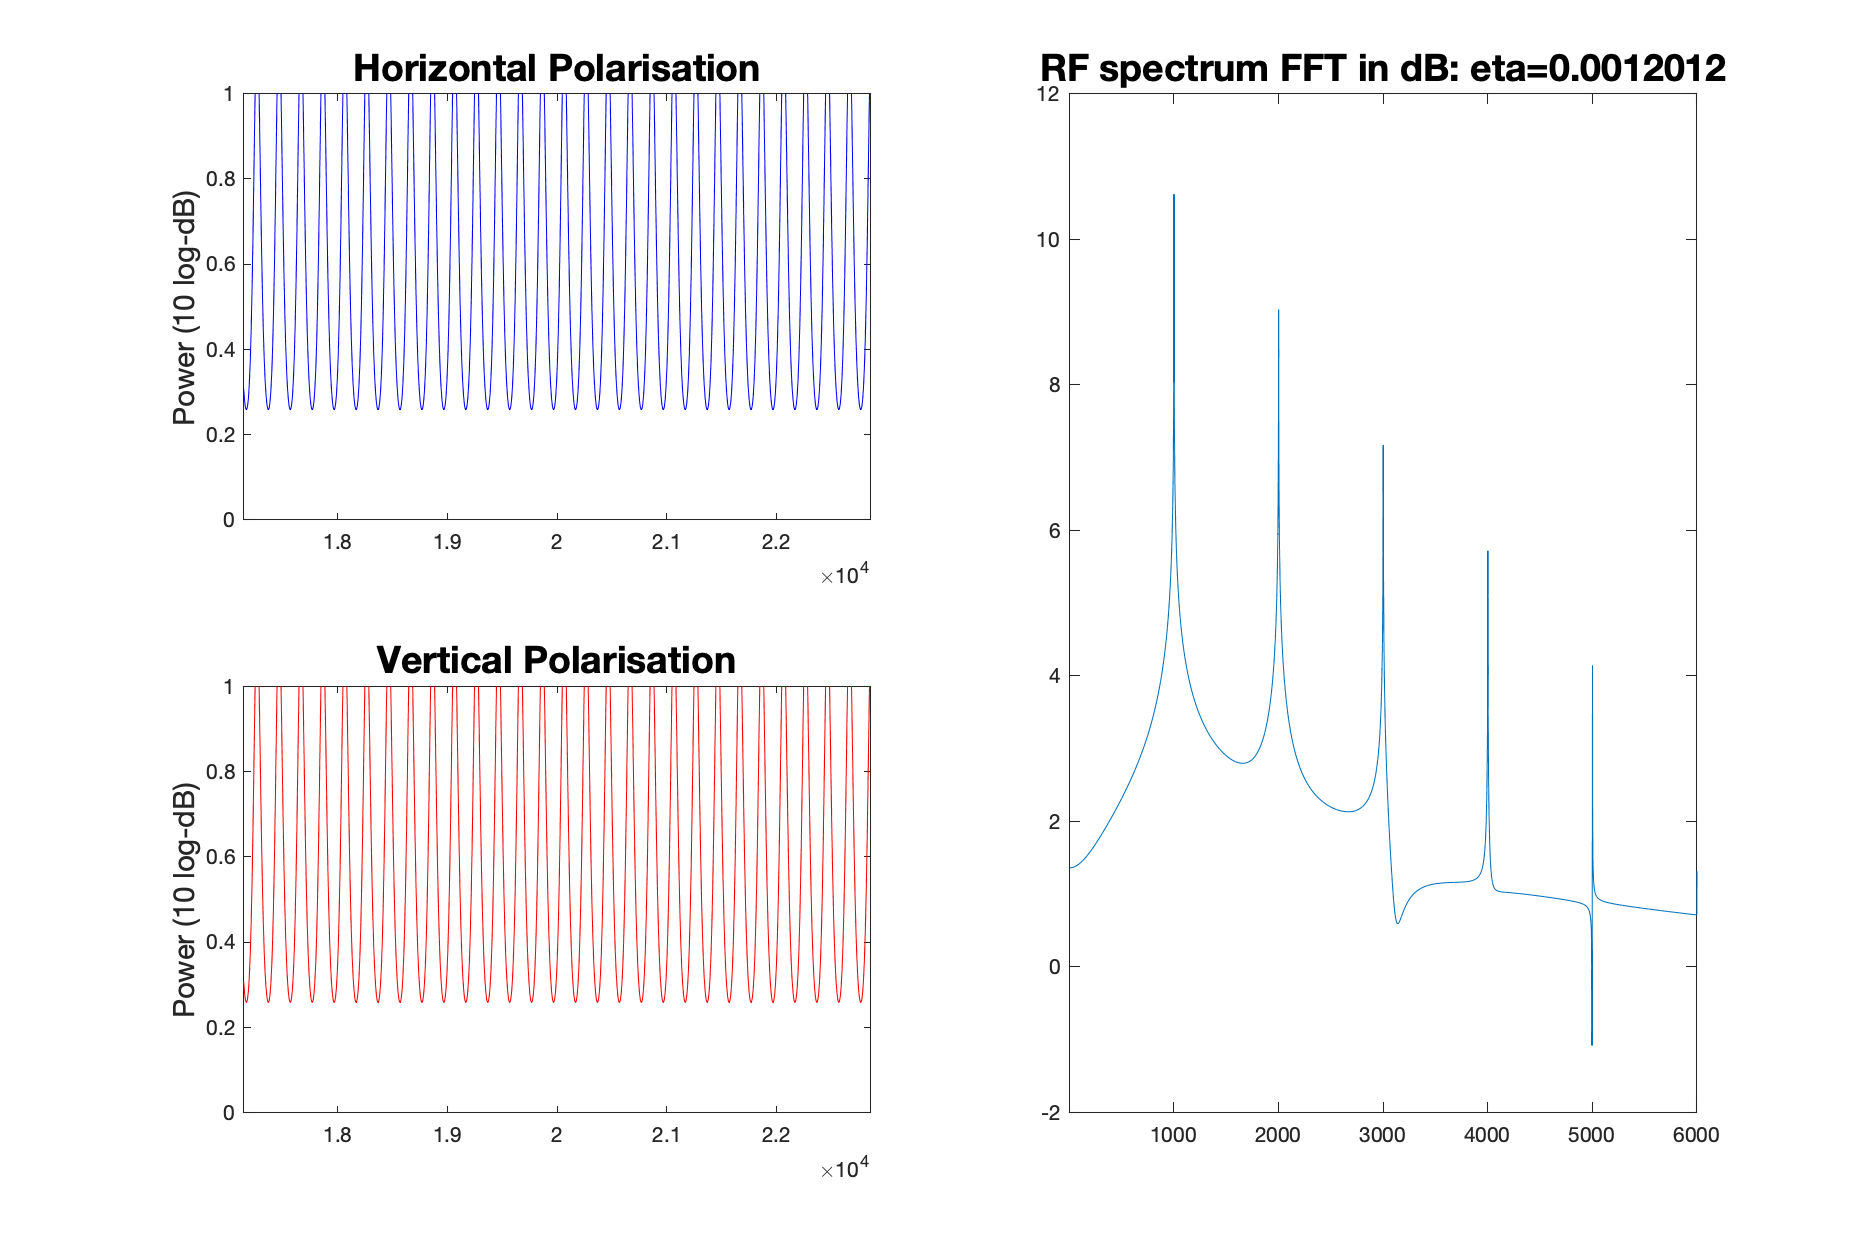 Horizontal Polarisation
Power (10 log-dB)
1
0.8
0.6
0.4
0.2
0
1.8 1.9 2 2.1 2.2
×10^4
Vertical Polarisation
Power (10 log-dB)
1
0.8
0.6
0.4
0.2
0
1.8 1.9 2 2.1 2.2
×10^4
RF spectrum FFT in dB: eta=0.0012012
12
10
8
6
4
2
0
-2
1000 2000 3000 4000 5000 6000